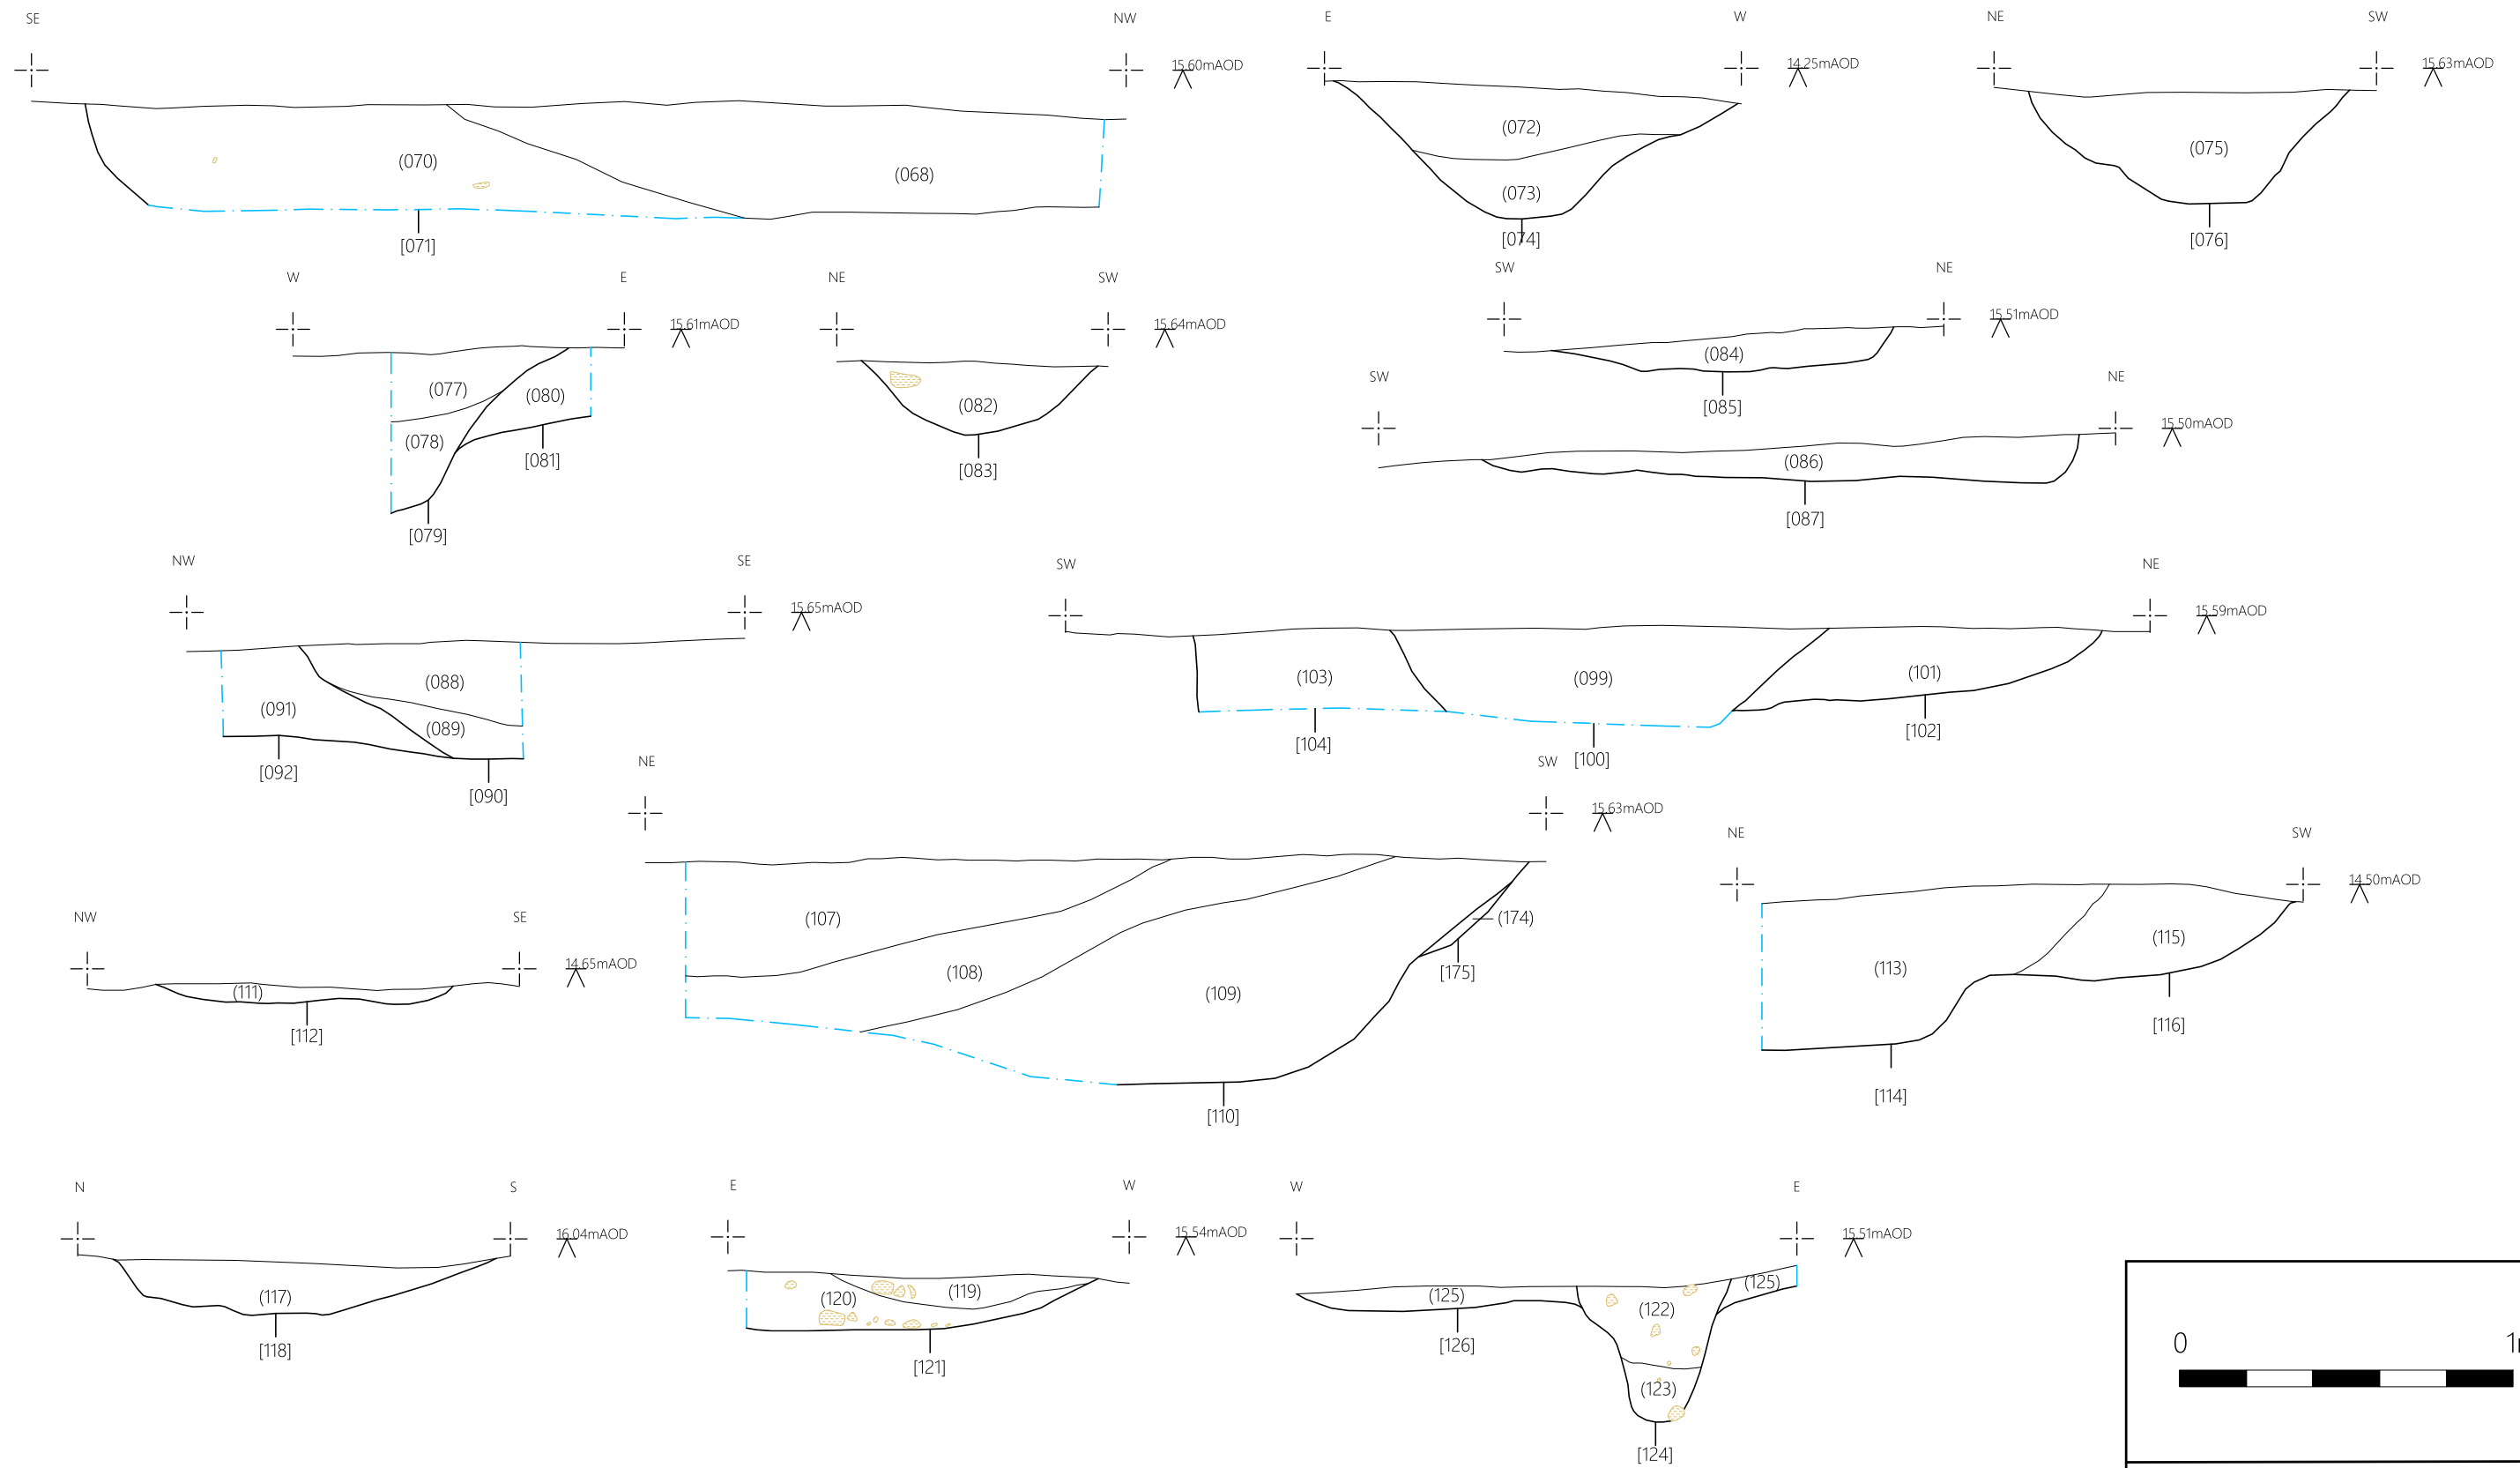 SE NW
15.60mAOD
(070)
(068)
[071]
E W
14.25mAOD
(072)
(073)
[074]
NE SW
15.63mAOD
(075)
[076]
W E
15.61mAOD
(077)
(080)
(078)
[081]
[079]
NE SW
15.64mAOD
(082)
[083]
SW NE
15.51mAOD
(084)
[085]
SW NE
15.50mAOD
(086)
[087]
NW SE
15.65mAOD
(088)
(091)
(089)
[092]
[090]
SW NE
15.59mAOD
(103)
(099)
(101)
[104]
[100]
[102]
NE SW
15.63mAOD
(107)
(174)
(108)
(109)
[175]
[110]
NE SW
14.50mAOD
(113)
(115)
[116]
[114]
NW SE
14.65mAOD
(111)
[112]
N S
16.04mAOD
(117)
[118]
E W
15.54mAOD
(120)
(119)
[121]
W E
15.51mAOD
(125)
(122)
(125)
[126]
(123)
[124]
0